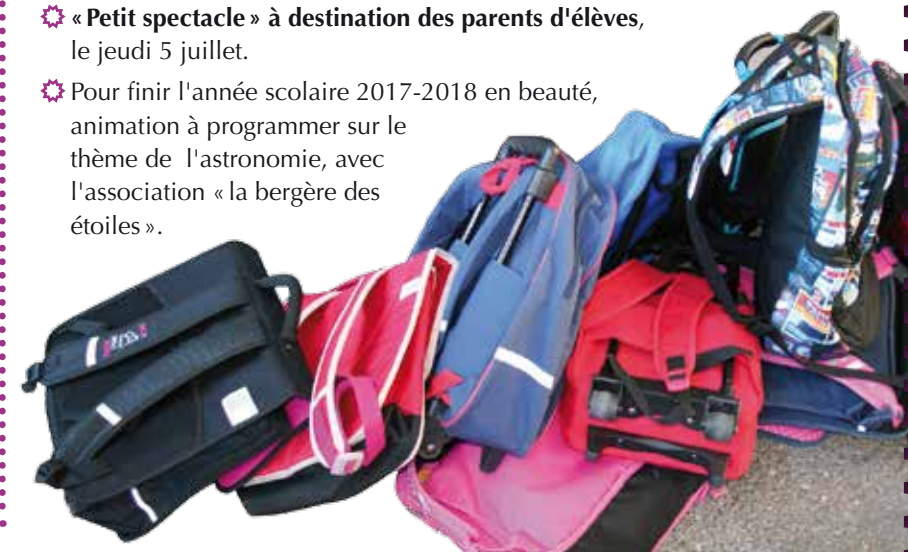 « Petit spectacle » à destination des parents d'élèves,
le jeudi 5 juillet.
Pour finir l'année scolaire 2017-2018 en beauté,
animation à programmer sur le
thème de l'astronomie, avec
l'association « la bergère des
étoiles ».